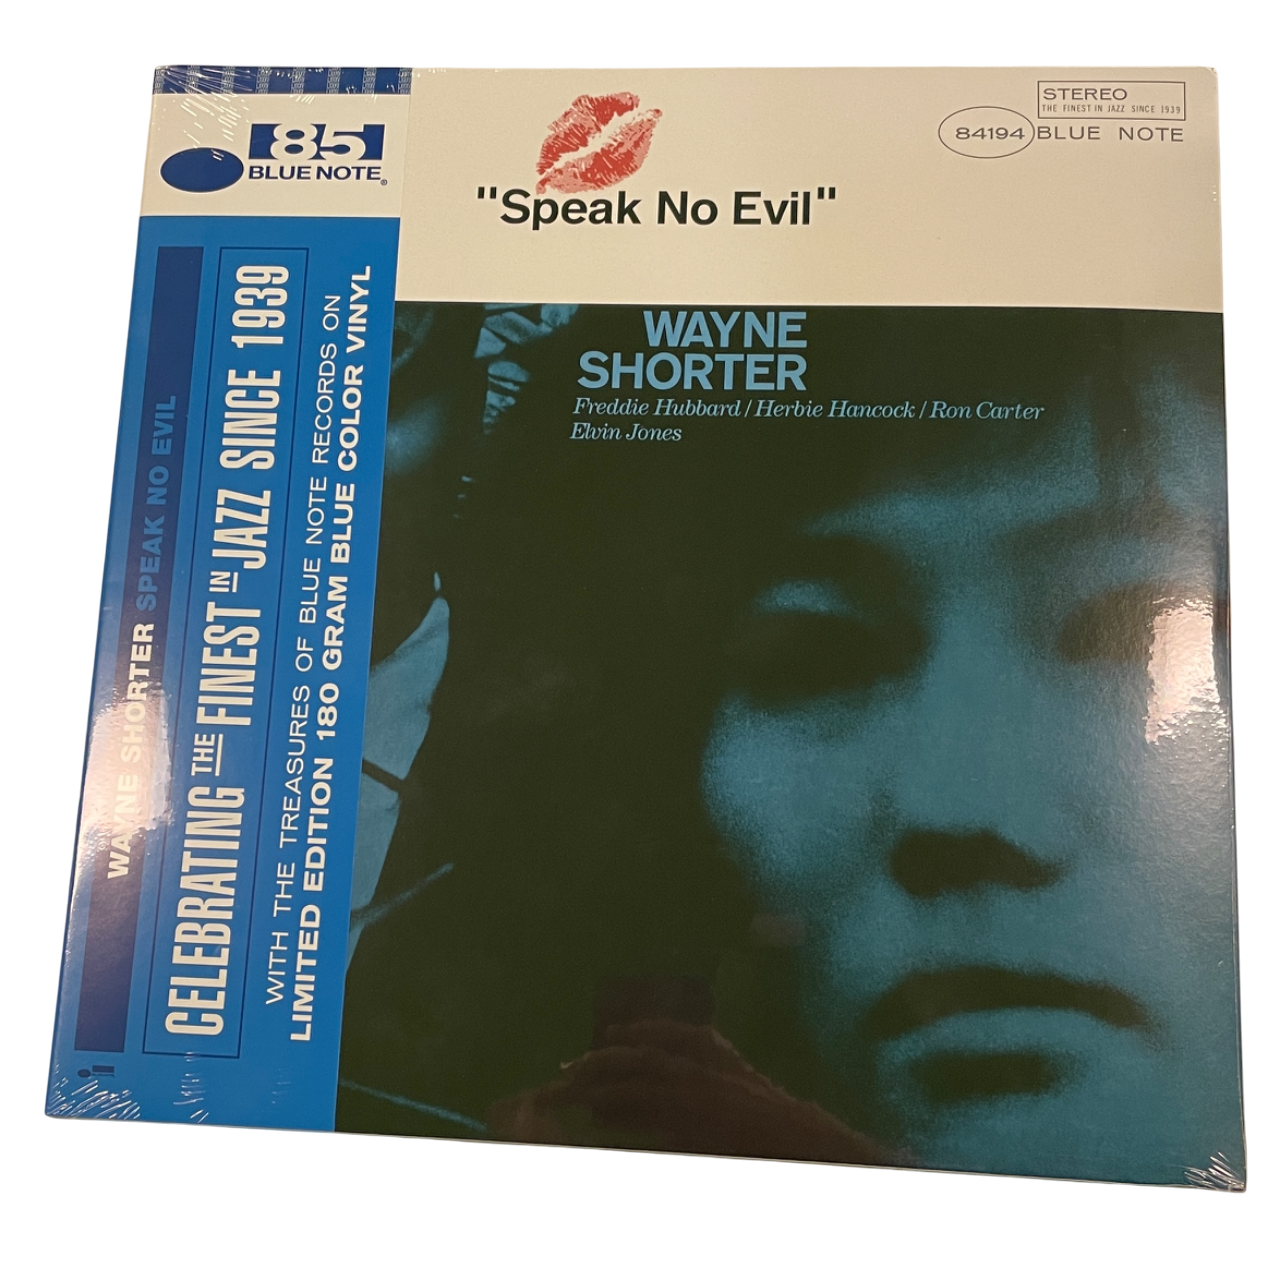 85
BLUE NOTE®
WAYNE SHORTER SPEAK NO EVIL
CELEBRATING THE FINEST IN JAZZ SINCE 1939
WITH THE TREASURES OF BLUE NOTE RECORDS ON
LIMITED EDITION 180 GRAM BLUE COLOR VINYL
"Speak No Evil"
STEREO
THE FINEST IN JAZZ SINCE 1939
84194 BLUE NOTE
WAYNE
SHORTER
Freddie Hubbard / Herbie Hancock / Ron Carter
Elvin Jones